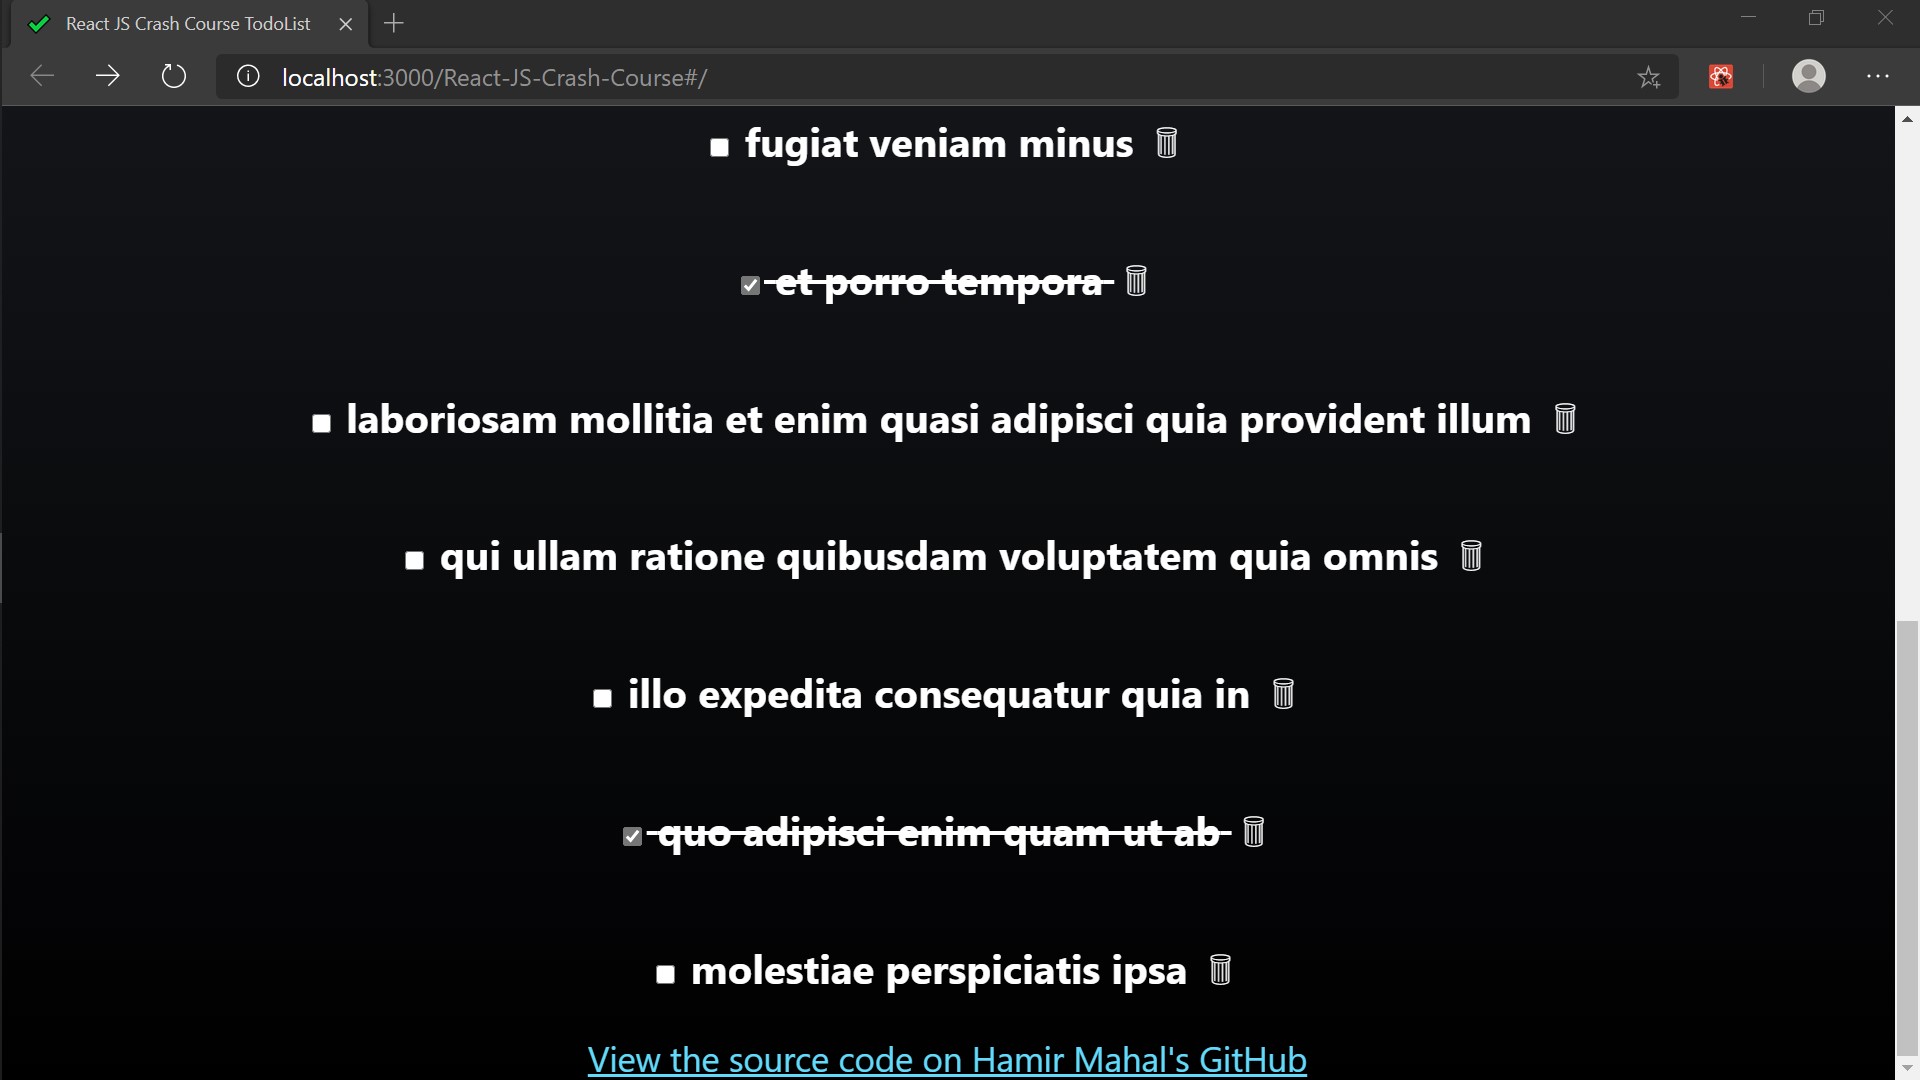 React JS Crash Course TodoList
localhost:3000/React-JS-Crash-Course#/
fugiat veniam minus
et porro tempora
laboriosam mollitia et enim quasi adipisci quia provident illum
qui ullam ratione quibusdam voluptatem quia omnis
illo expedita consequatur quia in
quo adipisci enim quam ut ab
molestiae perspiciatis ipsa
View the source code on Hamir Mahal's GitHub